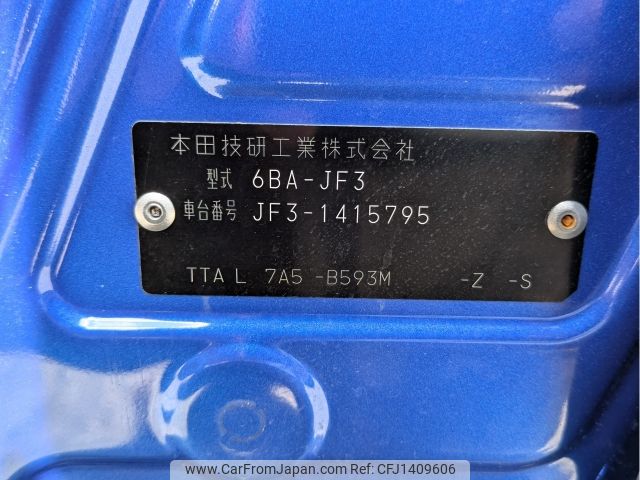 本田技研工業株式会社
型式 6BA-JF3
車台番号 JF3-1415795
TTA L 7A5 -B593M -Z -S
www.CarFromJapan.com | CFJ1409606